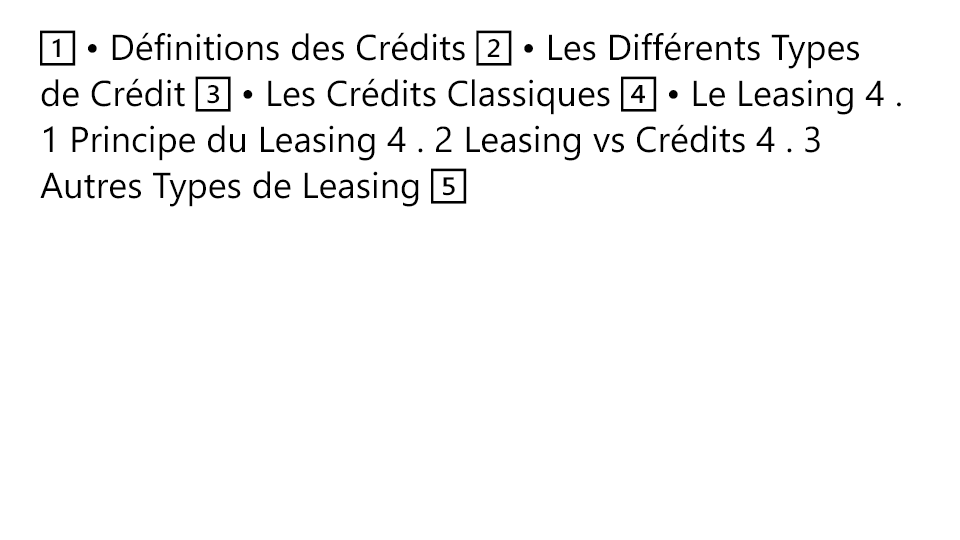 1️⃣ • Définitions des Crédits 2️⃣ • Les Différents Types
de Crédit 3️⃣ • Les Crédits Classiques 4️⃣ • Le Leasing 4 .
1 Principe du Leasing 4 . 2 Leasing vs Crédits 4 . 3
Autres Types de Leasing 5️⃣